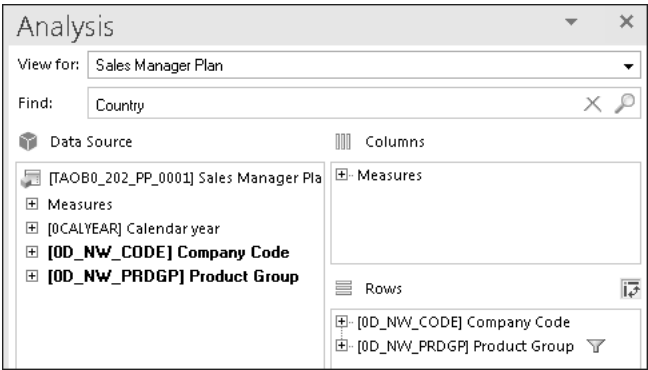 Analysis
View for: Sales Manager Plan
Find: Country
Data Source
[TAOB0_202_PP_0001] Sales Manager Pla
Measures
[0CALYEAR] Calendar year
[0D_NW_CODE] Company Code
[0D_NW_PRDGP] Product Group
Columns
Measures
Rows
[0D_NW_CODE] Company Code
[0D_NW_PRDGP] Product Group